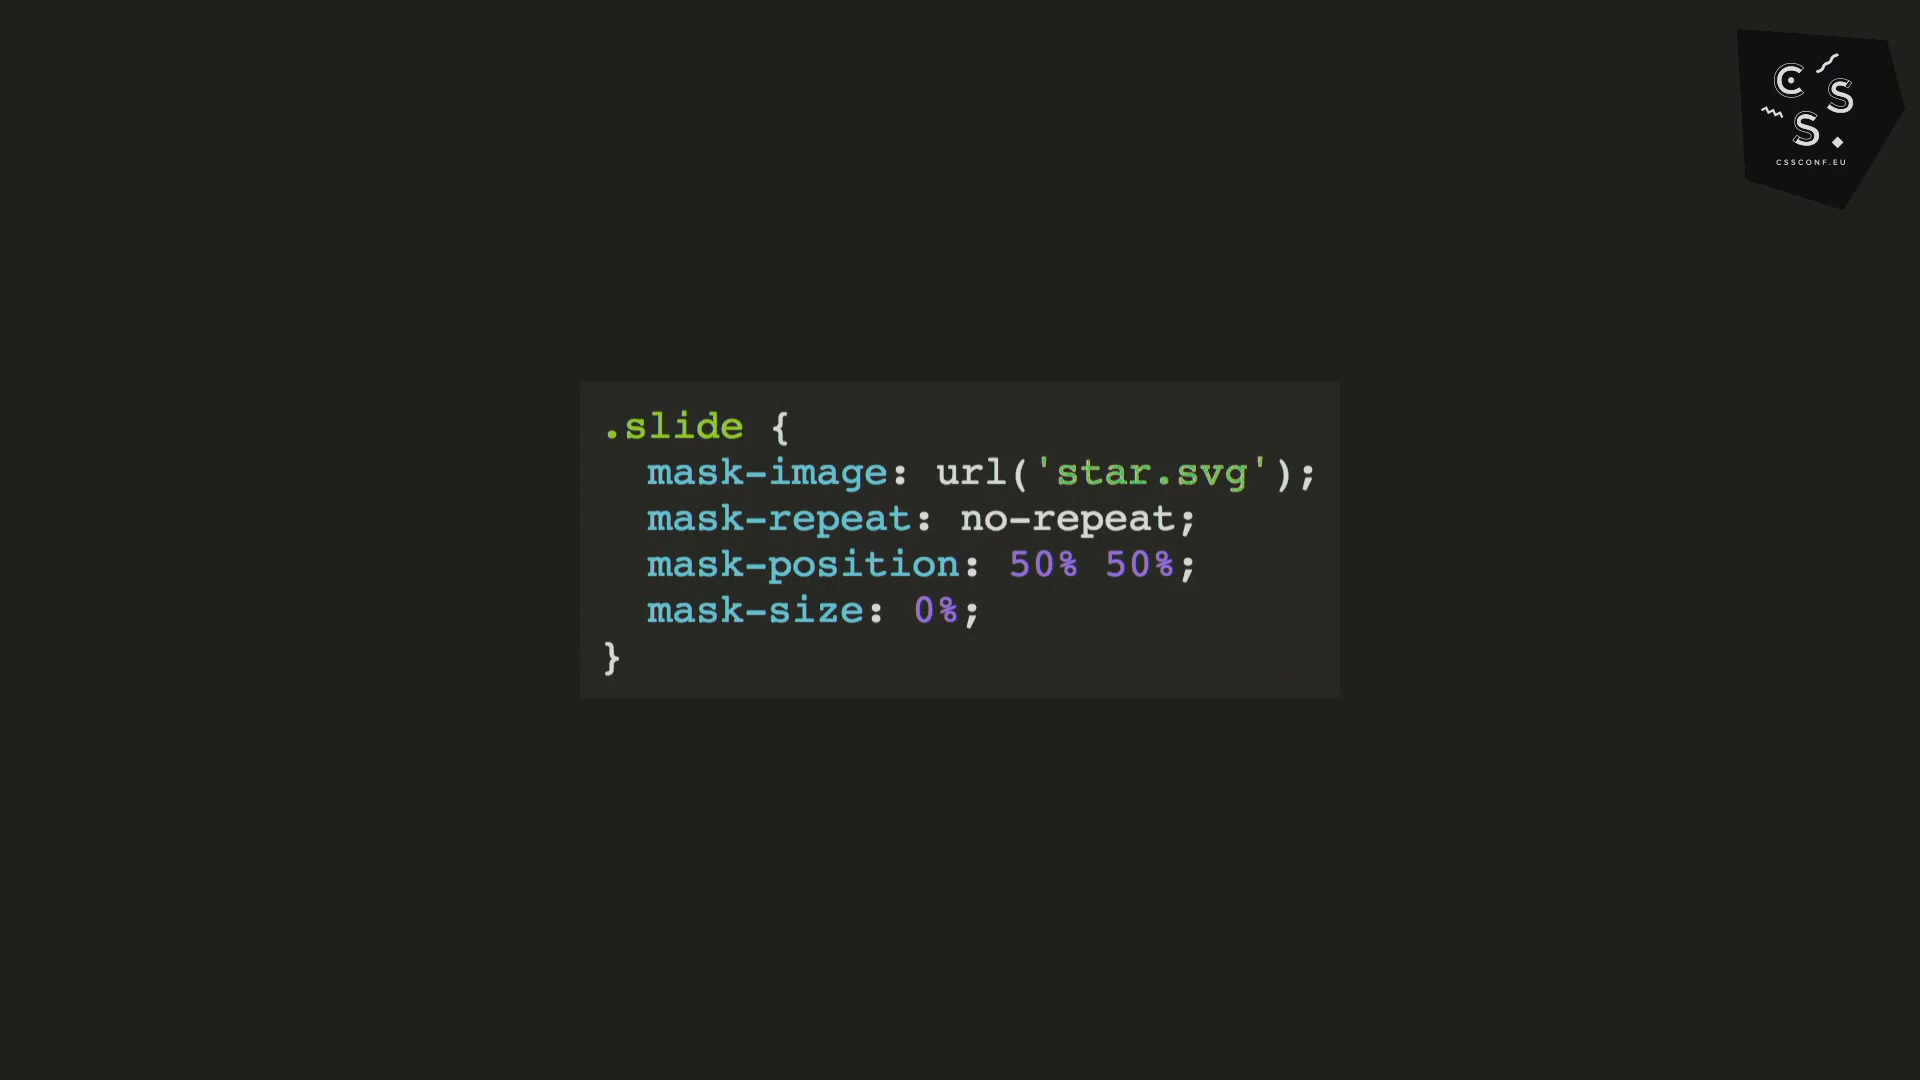 C
S
S
CSSCONF.EU
.slide {
  mask-image: url('star.svg');
  mask-repeat: no-repeat;
  mask-position: 50% 50%;
  mask-size: 0%;
}